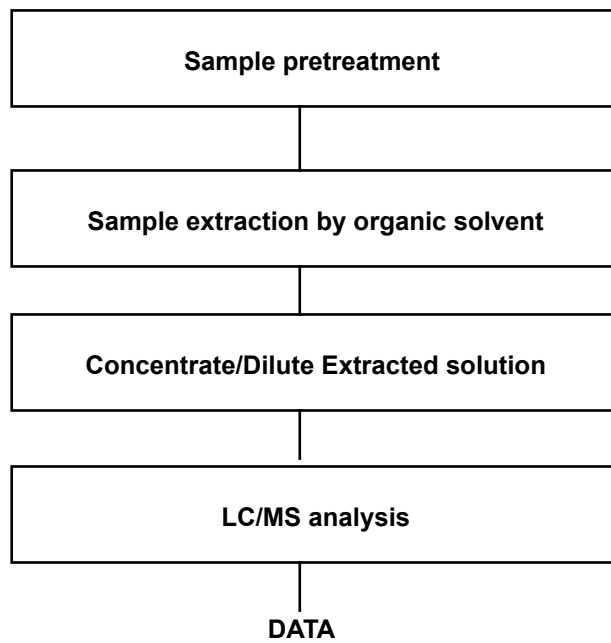 Sample pretreatment
Sample extraction by organic solvent
Concentrate/Dilute Extracted solution
LC/MS analysis
DATA